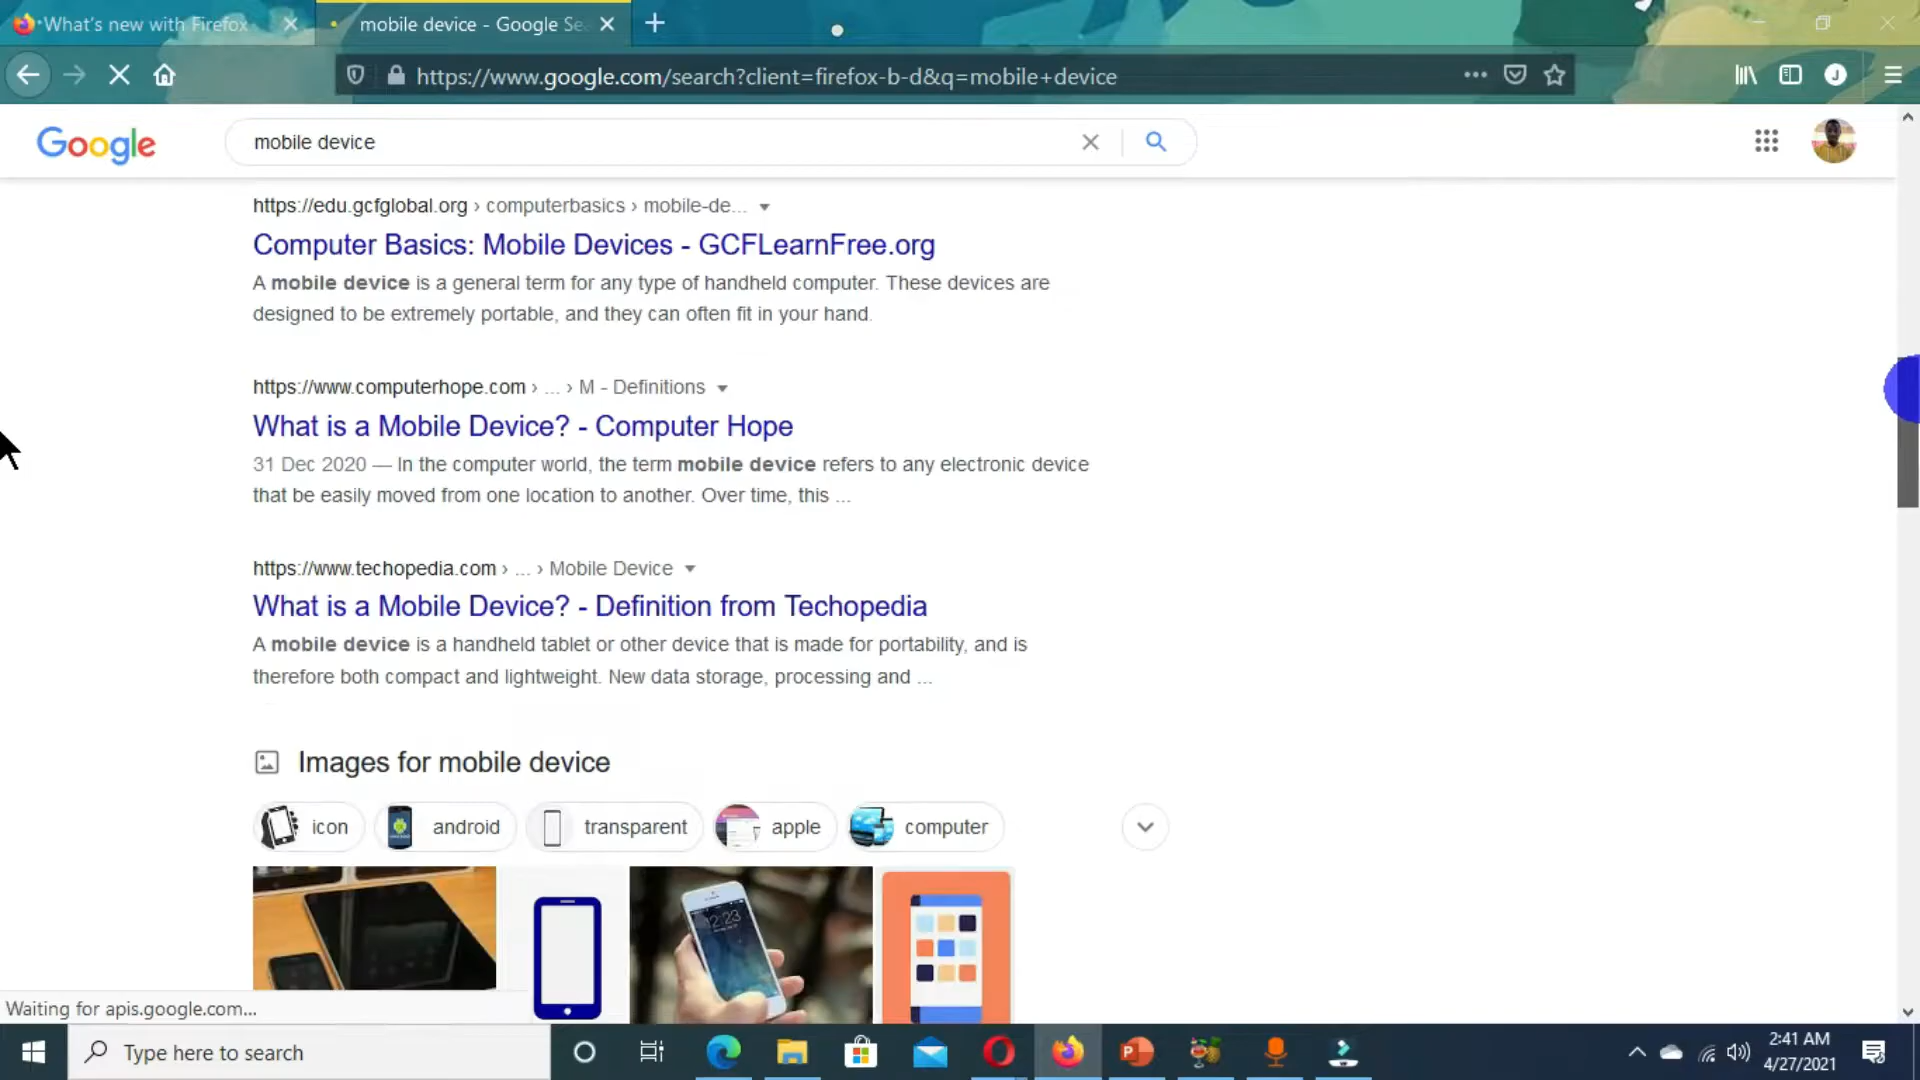 What's new with Firefox
mobile device - Google Se
https://www.google.com/search?client=firefox-b-d&q=mobile+device
J
Google
mobile device
https://edu.gcfglobal.org › computerbasics › mobile-de...
Computer Basics: Mobile Devices - GCFLearnFree.org
A mobile device is a general term for any type of handheld computer. These devices are
designed to be extremely portable, and they can often fit in your hand.
https://www.computerhope.com › ... › M - Definitions
What is a Mobile Device? - Computer Hope
31 Dec 2020 — In the computer world, the term mobile device refers to any electronic device
that be easily moved from one location to another. Over time, this ...
https://www.techopedia.com › ... › Mobile Device
What is a Mobile Device? - Definition from Techopedia
A mobile device is a handheld tablet or other device that is made for portability, and is
therefore both compact and lightweight. New data storage, processing and ...
Images for mobile device
icon
android
transparent
apple
computer
12:23
Waiting for apis.google.com...
Type here to search
2:41 AM
4/27/2021